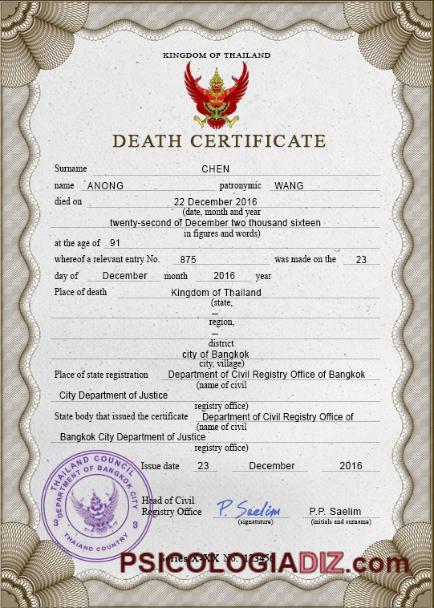 KINGDOM OF THAILAND
DEATH CERTIFICATE
Surname CHEN
name ANONG patronymic WANG
died on 22 December 2016
(date, month and year
twenty-second of December two thousand sixteen
in figures and words)
at the age of 91
whereof a relevant entry No. 875 was made on the 23
day of December month 2016 year
Place of death Kingdom of Thailand
(state,
–
region,
–
district
city of Bangkok
city, village)
Place of state registration Department of Civil Registry Office of Bangkok
(name of civil
City Department of Justice
registry office)
State body that issued the certificate Department of Civil Registry Office of
(name of civil
Bangkok City Department of Justice
registry office)
Issue date 23 December 2016
THAILAND COUNCIL
DEPARTMENT OF BANGKOK CITY
3 3
THAILAND COUNTRY
Head of Civil
Registry Office P. Saelim P.P. Saelim
(signature) (initials and surname)
Series X-XX No. 123456
PSICOLOGIADIZ.com